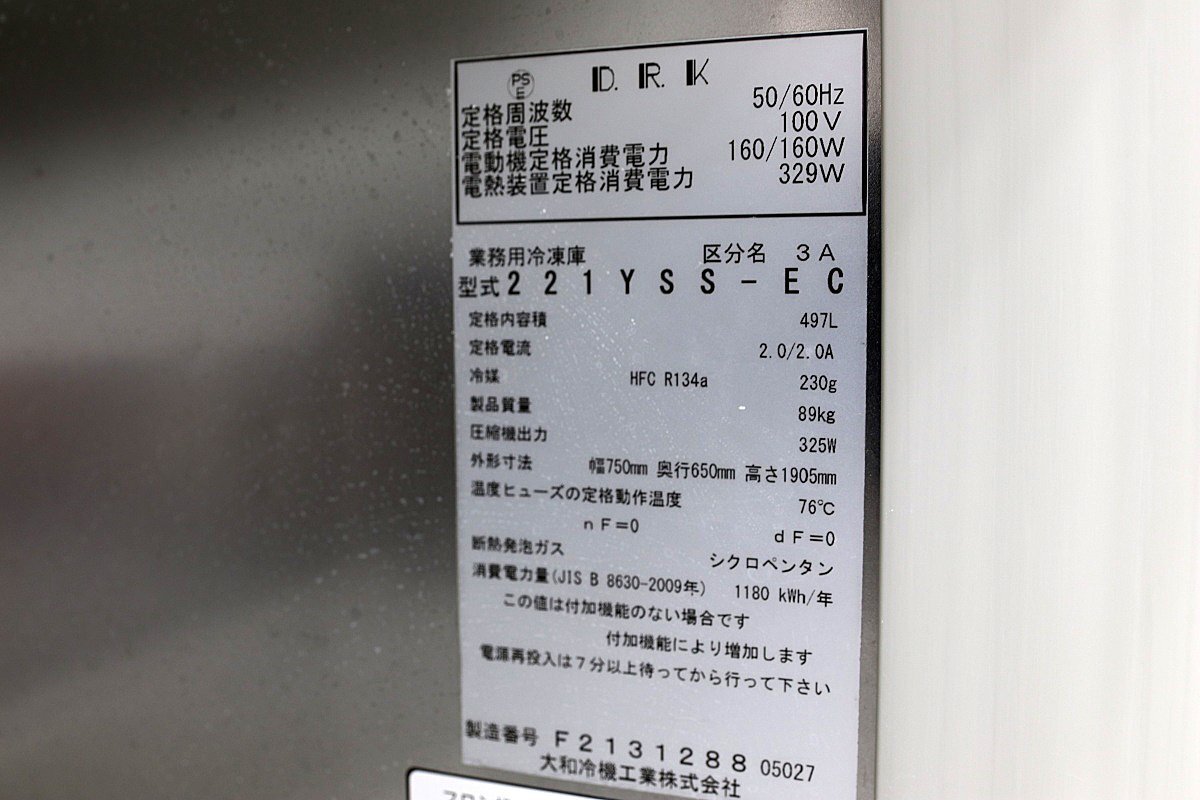 PS E D.R.K
定格周波数 50/60Hz
定格電圧 100V
電動機定格消費電力 160/160W
電熱装置定格消費電力 329W
業務用冷凍庫 区分名 3A
型式 221YSS-EC
定格内容積 497L
定格電流 2.0/2.0A
冷媒 HFC R134a 230g
製品質量 89kg
圧縮機出力 325W
外形寸法 幅750mm 奥行650mm 高さ1905mm
温度ヒューズの定格動作温度 76℃
nF=0 dF=0
断熱発泡ガス シクロペンタン
消費電力量(JIS B 8630-2009年) 1180 kWh/年
この値は付加機能のない場合です
付加機能により増加します
電源再投入は7分以上待ってから行って下さい
製造番号 F2131288 05027
大和冷機工業株式会社